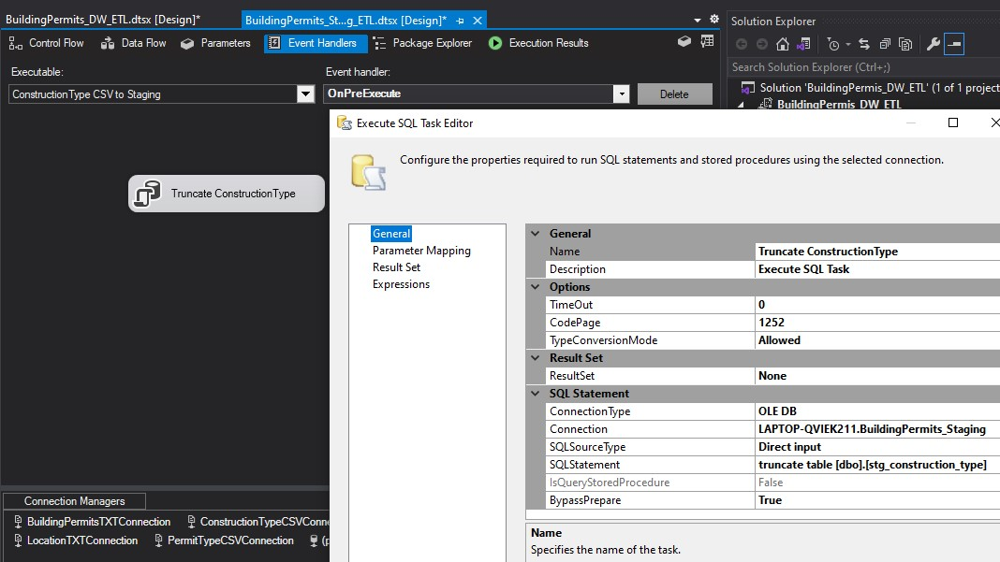 BuildingPermits_DW_ETL.dtsx [Design]*
BuildingPermits_St...g_ETL.dtsx [Design]*
Solution Explorer
Control Flow
Data Flow
Parameters
Event Handlers
Package Explorer
Execution Results
Search Solution Explorer (Ctrl+;)
Executable:
Event handler:
ConstructionType CSV to Staging
OnPreExecute
Delete
Solution 'BuildingPermis_DW_ETL' (1 of 1 project
BuildingPermis_DW_ETL
Execute SQL Task Editor
Configure the properties required to run SQL statements and stored procedures using the selected connection.
Truncate ConstructionType
General
Parameter Mapping
Result Set
Expressions
General
Name Truncate ConstructionType
Description Execute SQL Task
Options
TimeOut 0
CodePage 1252
TypeConversionMode Allowed
Result Set
ResultSet None
SQL Statement
ConnectionType OLE DB
Connection LAPTOP-QVIEK211.BuildingPermits_Staging
SQLSourceType Direct input
SQLStatement truncate table [dbo].[stg_construction_type]
IsQueryStoredProcedure False
BypassPrepare True
Name
Specifies the name of the task.
Connection Managers
BuildingPermitsTXTConnection
ConstructionTypeCSVConne
LocationTXTConnection
PermitTypeCSVConnection
(p